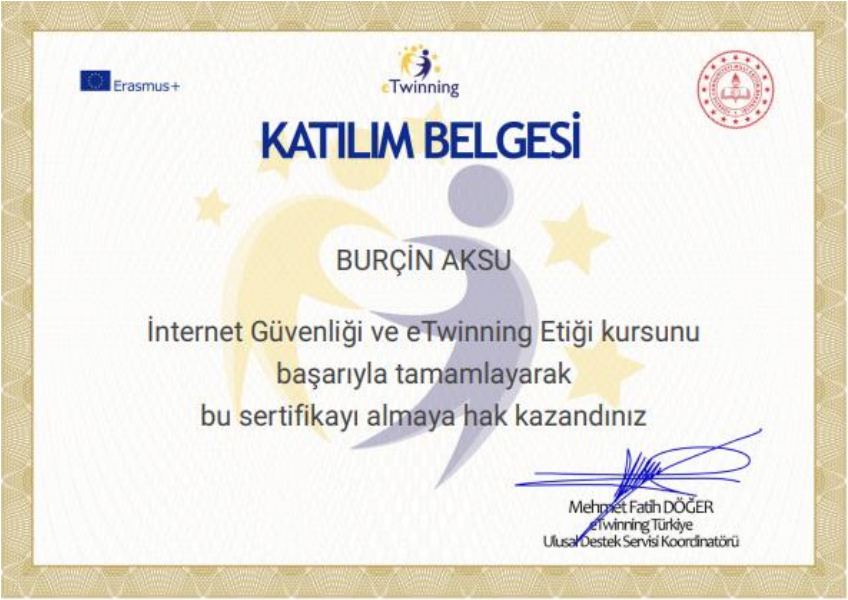 Erasmus+
eTwinning
KATILIM BELGESİ
BURÇİN AKSU
İnternet Güvenliği ve eTwinning Etiği kursunu
başarıyla tamamlayarak
bu sertifikayı almaya hak kazandınız
Mehmet Fatih DÖĞER
eTwinning Türkiye
Ulusal Destek Servisi Koordinatörü